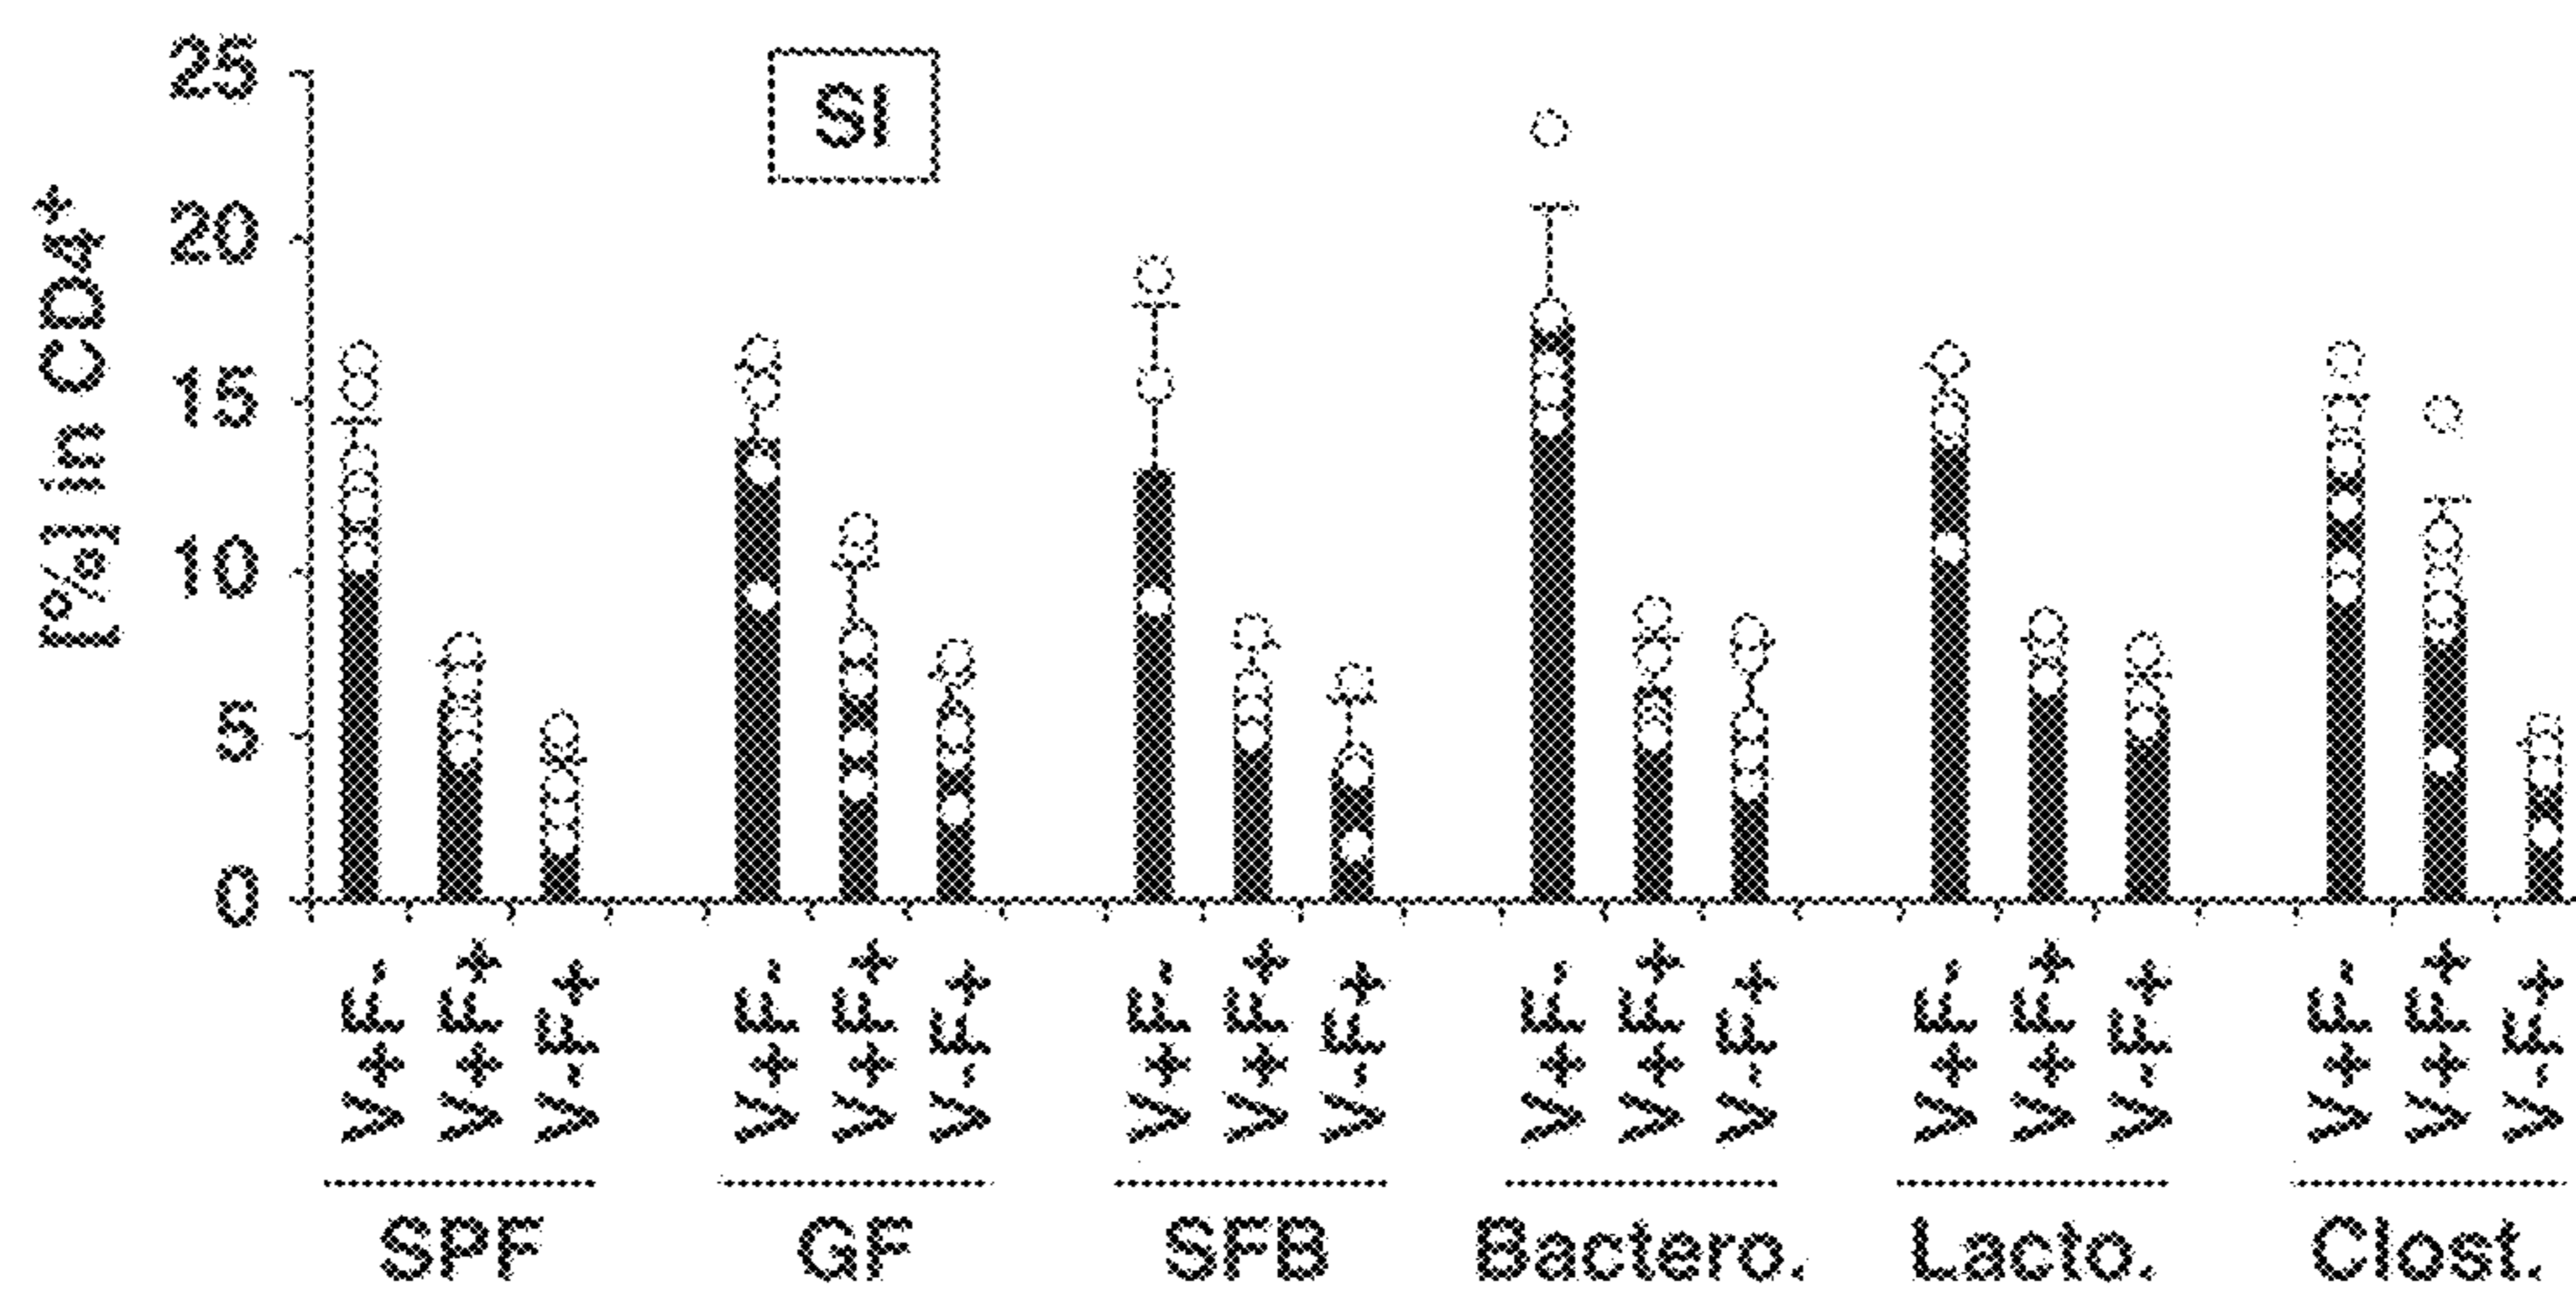 SI
[%] in CD4+
25
20
15
10
5
0
V+F- V+F+ V-F+ V+F- V+F+ V-F+ V+F- V+F+ V-F+ V+F- V+F+ V-F+ V+F- V+F+ V-F+ V+F- V+F+ V-F+
SPF GF SFB Bactero. Lacto. Clost.